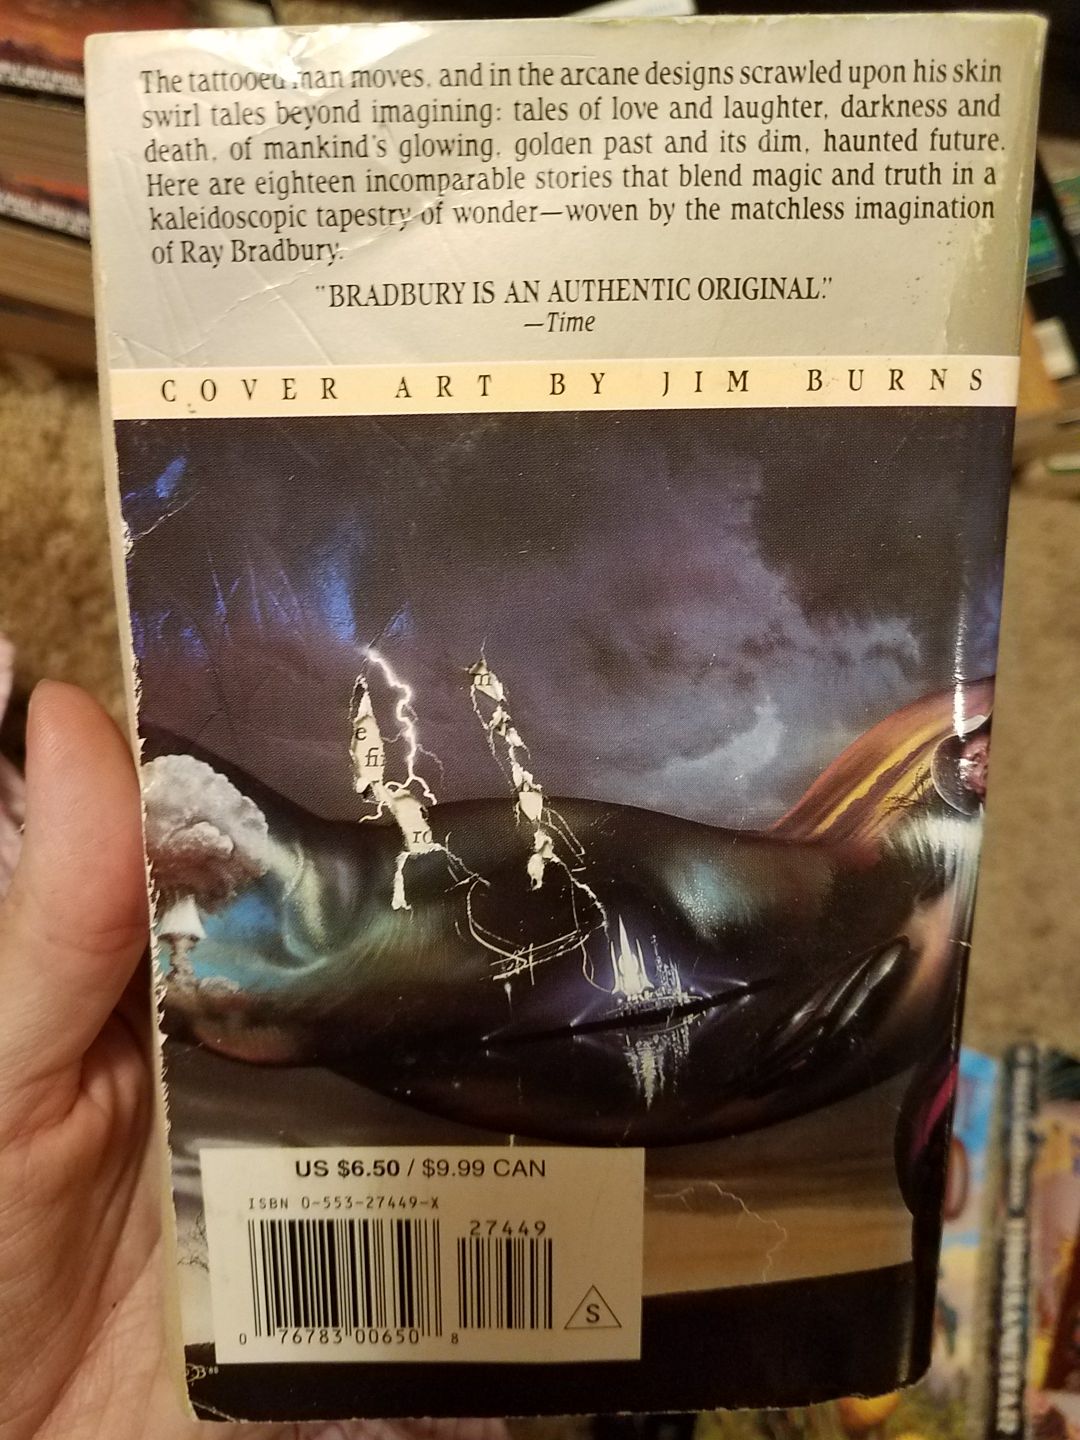 The tattooed man moves, and in the arcane designs scrawled upon his skin
swirl tales beyond imagining: tales of love and laughter, darkness and
death, of mankind's glowing, golden past and its dim, haunted future.
Here are eighteen incomparable stories that blend magic and truth in a
kaleidoscopic tapestry of wonder—woven by the matchless imagination
of Ray Bradbury.
"BRADBURY IS AN AUTHENTIC ORIGINAL."
—Time
COVER ART BY JIM BURNS
m
e
fi
ro
US $6.50 / $9.99 CAN
ISBN 0-553-27449-X
27449
0 76783 00650 8
S